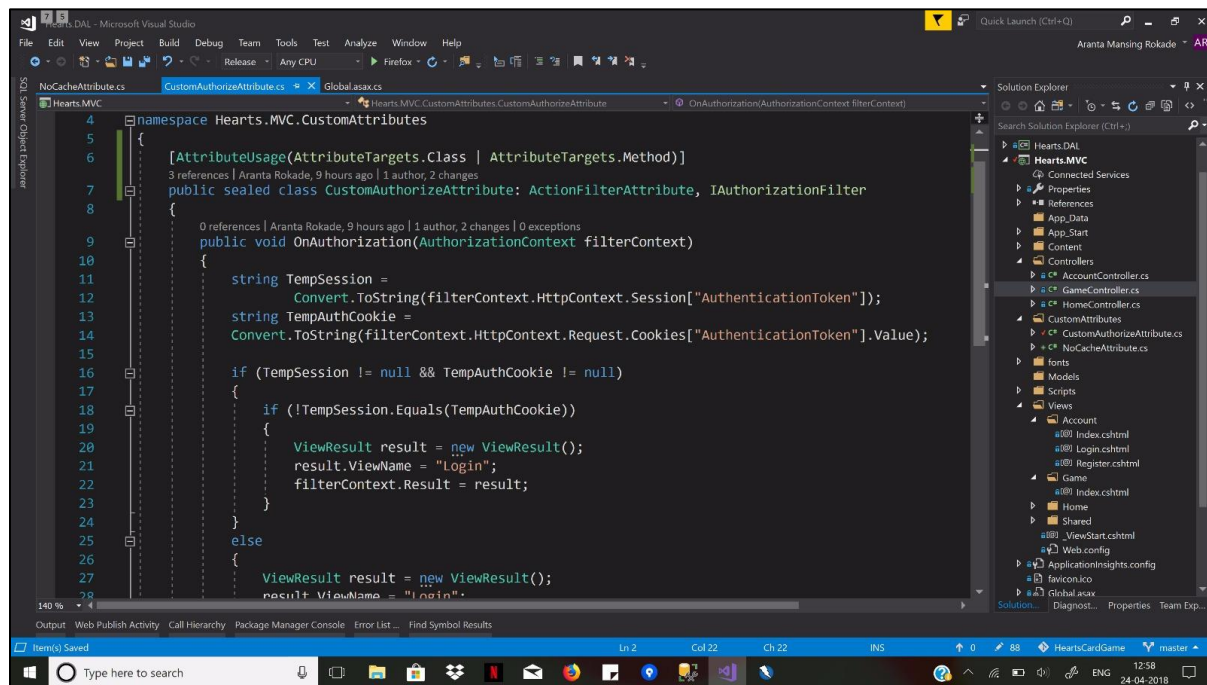 7 5
Hearts.DAL - Microsoft Visual Studio
Quick Launch (Ctrl+Q)
File Edit View Project Build Debug Team Tools Test Analyze Window Help
Aranta Mansing Rokade AR
Release Any CPU Firefox
SQL Server Object Explorer
NoCacheAttribute.cs CustomAuthorizeAttribute.cs Global.asax.cs
Hearts.MVC Hearts.MVC.CustomAttributes.CustomAuthorizeAttribute OnAuthorization(AuthorizationContext filterContext)
4 namespace Hearts.MVC.CustomAttributes
5 {
6 [AttributeUsage(AttributeTargets.Class | AttributeTargets.Method)]
3 references | Aranta Rokade, 9 hours ago | 1 author, 2 changes
7 public sealed class CustomAuthorizeAttribute: ActionFilterAttribute, IAuthorizationFilter
8 {
0 references | Aranta Rokade, 9 hours ago | 1 author, 2 changes | 0 exceptions
9 public void OnAuthorization(AuthorizationContext filterContext)
10 {
11 string TempSession =
12 Convert.ToString(filterContext.HttpContext.Session["AuthenticationToken"]);
13 string TempAuthCookie =
14 Convert.ToString(filterContext.HttpContext.Request.Cookies["AuthenticationToken"].Value);
15
16 if (TempSession != null && TempAuthCookie != null)
17 {
18 if (!TempSession.Equals(TempAuthCookie))
19 {
20 ViewResult result = new ViewResult();
21 result.ViewName = "Login";
22 filterContext.Result = result;
23 }
24 }
25 else
26 {
27 ViewResult result = new ViewResult();
28 result.ViewName = "Login";
140 %
Solution Explorer
Search Solution Explorer (Ctrl+;)
Hearts.DAL
Hearts.MVC
Connected Services
Properties
References
App_Data
App_Start
Content
Controllers
C# AccountController.cs
C# GameController.cs
C# HomeController.cs
CustomAttributes
C# CustomAuthorizeAttribute.cs
C# NoCacheAttribute.cs
fonts
Models
Scripts
Views
Account
Index.cshtml
Login.cshtml
Register.cshtml
Game
Index.cshtml
Home
Shared
_ViewStart.cshtml
Web.config
ApplicationInsights.config
favicon.ico
Global.asax
Solution... Diagnost... Properties Team Exp...
Output Web Publish Activity Call Hierarchy Package Manager Console Error List ... Find Symbol Results
Item(s) Saved Ln 2 Col 22 Ch 22 INS 0 88 HeartsCardGame master
Type here to search
ENG
12:58
24-04-2018